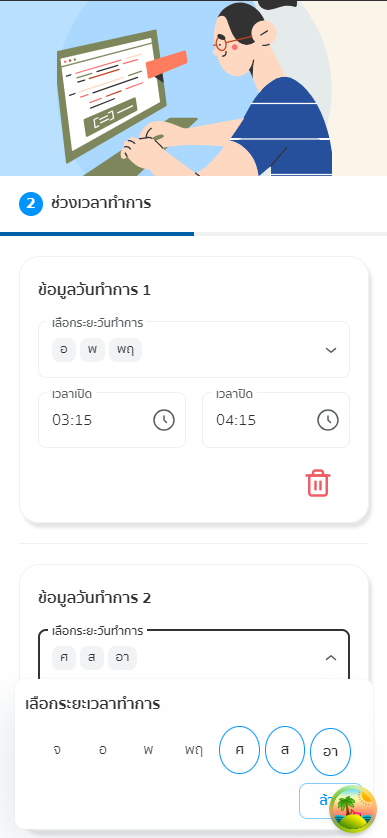 2 ช่วงเวลาทำการ
ข้อมูลวันทำการ 1
เลือกระยะวันทำการ
อ พ พฤ
เวลาเปิด เวลาปิด
03:15 04:15
ข้อมูลวันทำการ 2
เลือกระยะวันทำการ
ศ ส อา
เลือกระยะเวลาทำการ
จ อ พ พฤ ศ ส อา